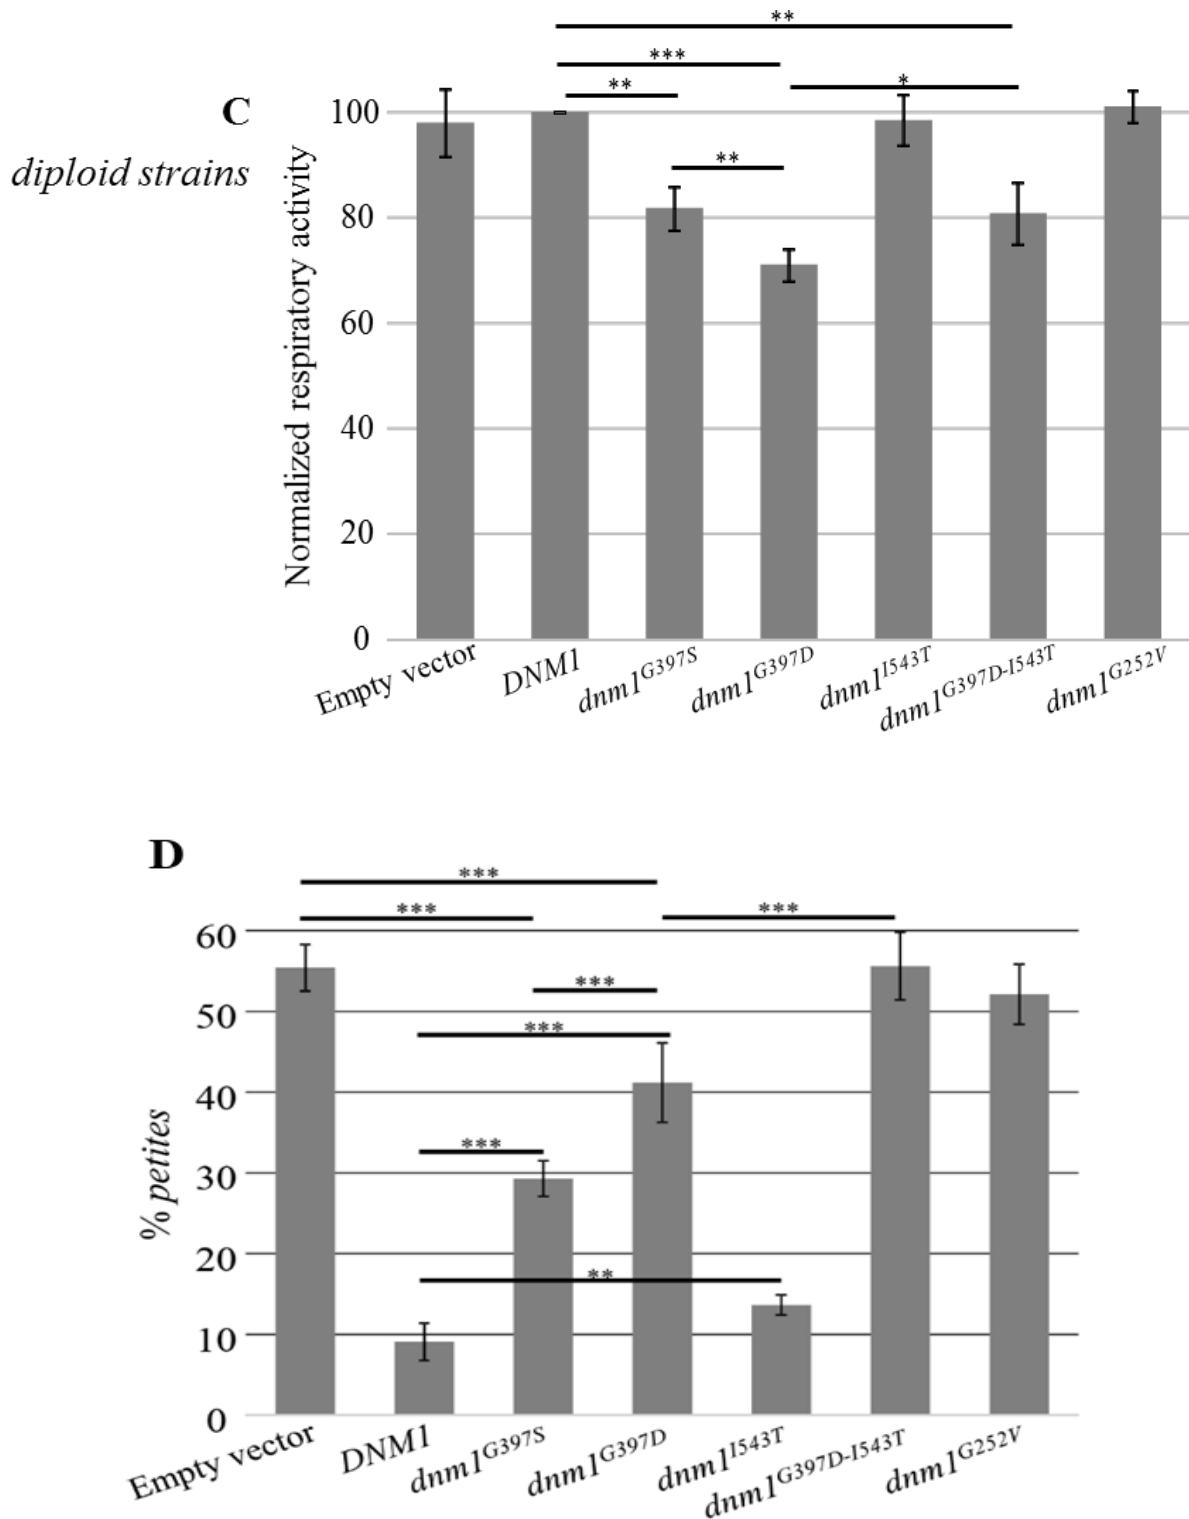 **
***
**
*
**
C
diploid strains
Normalized respiratory activity
100
80
60
40
20
0
Empty vector
DNM1
dnm1G397S
dnm1G397D
dnm1I543T
dnm1G397D-I543T
dnm1G252V
D
***
***
***
***
***
***
**
% petites
60
50
40
30
20
10
0
Empty vector
DNM1
dnm1G397S
dnm1G397D
dnm1I543T
dnm1G397D-I543T
dnm1G252V